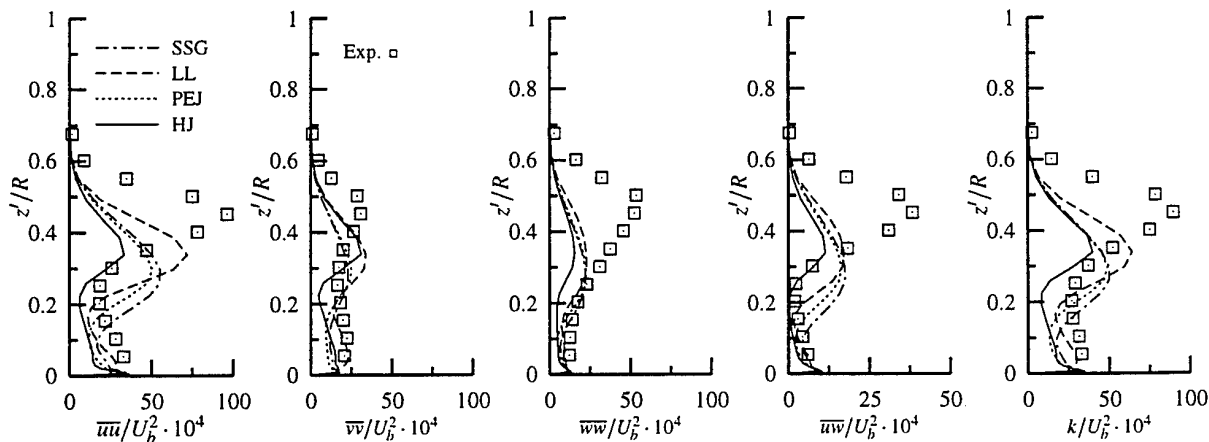 1
0.8
0.6
0.4
0.2
0
z′/R
SSG
LL
PEJ
HJ
0 50 100
u̅u̅/U_b^2 · 10^4
1
0.8
0.6
0.4
0.2
0
z′/R
Exp.
0 50 100
v̅v̅/U_b^2 · 10^4
1
0.8
0.6
0.4
0.2
0
z′/R
0 50 100
w̅w̅/U_b^2 · 10^4
1
0.8
0.6
0.4
0.2
0
z′/R
0 25 50
u̅w̅/U_b^2 · 10^4
1
0.8
0.6
0.4
0.2
0
z′/R
0 50 100
k/U_b^2 · 10^4